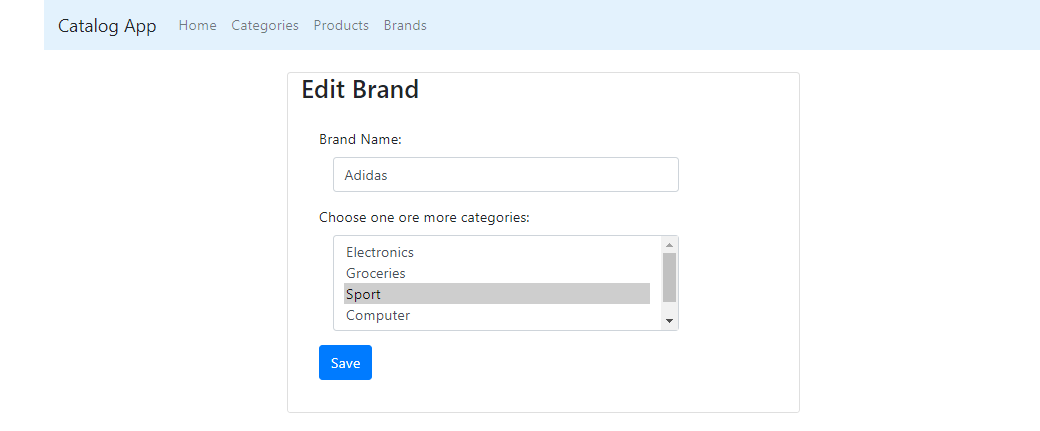 Catalog App Home Categories Products Brands
Edit Brand
Brand Name:
Adidas
Choose one ore more categories:
Electronics
Groceries
Sport
Computer
Save